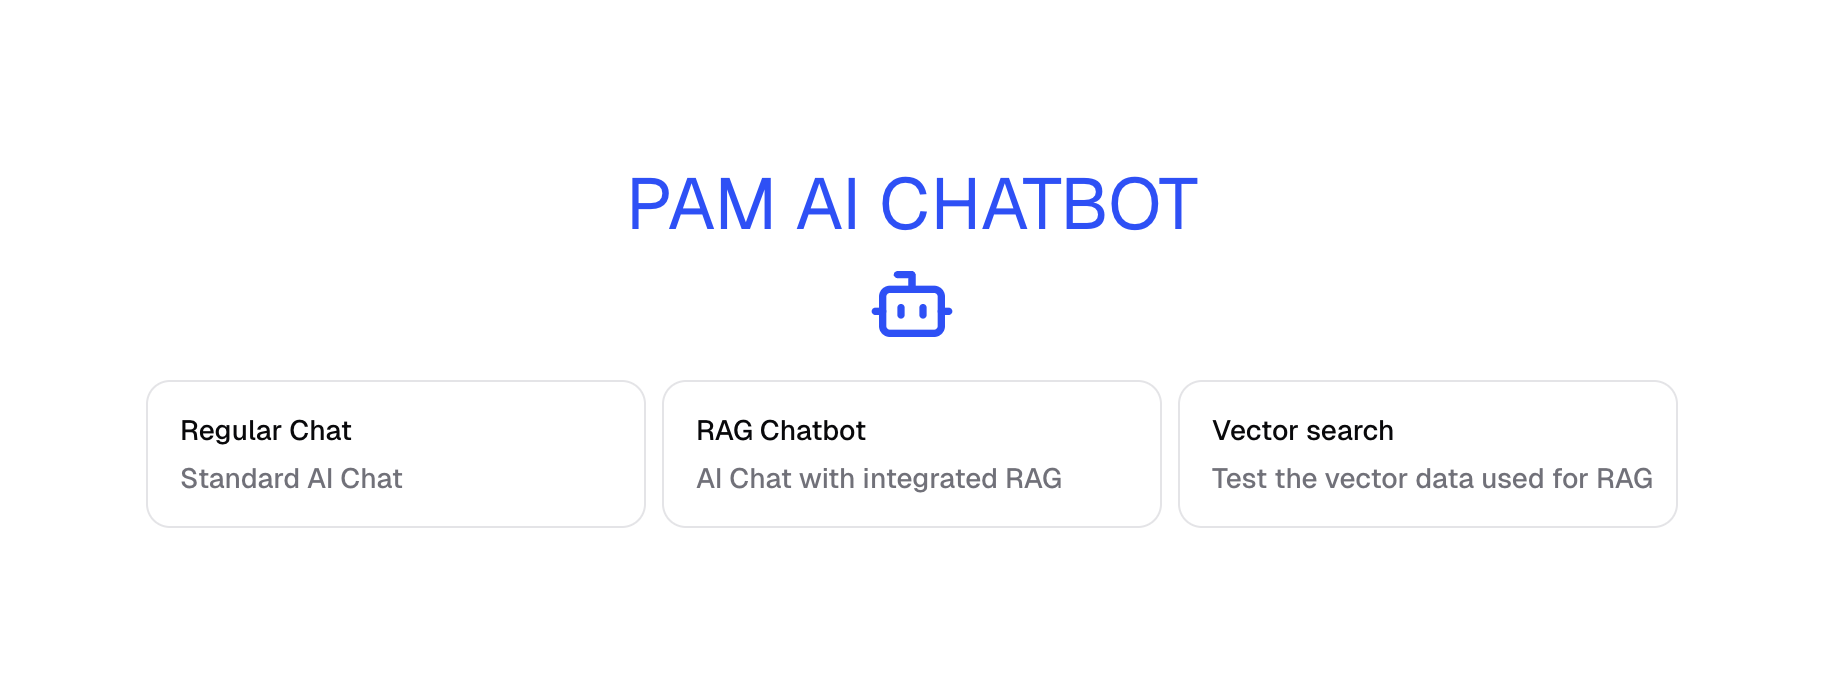 PAM AI CHATBOT
Regular Chat
Standard AI Chat
RAG Chatbot
AI Chat with integrated RAG
Vector search
Test the vector data used for RAG